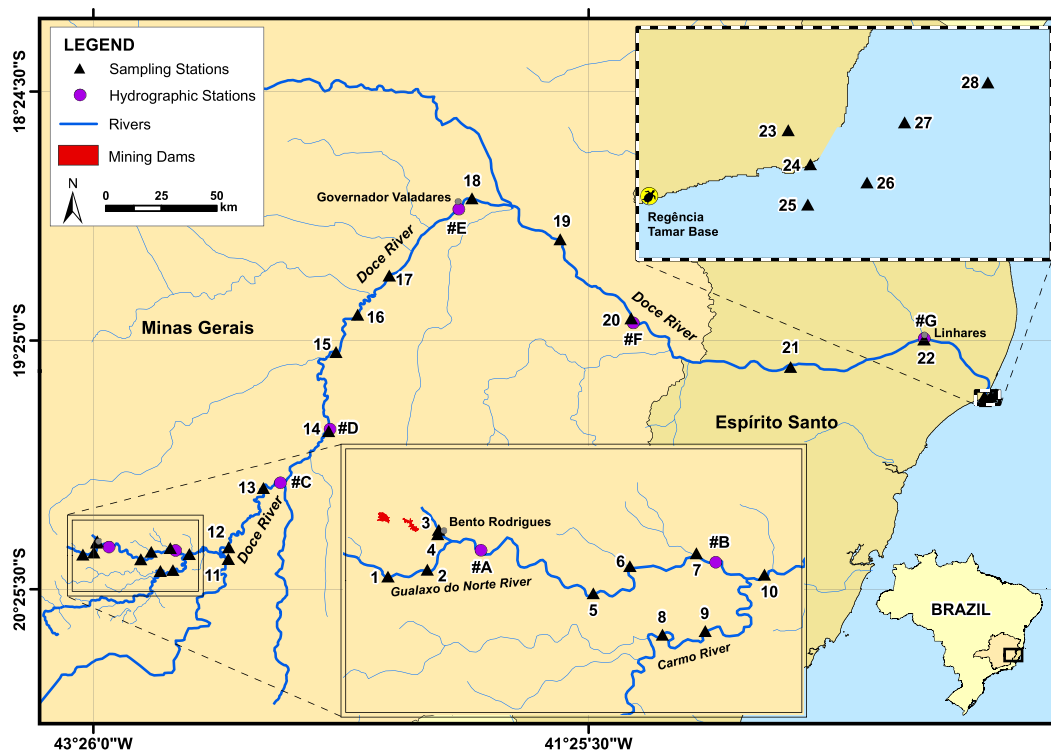 LEGEND
Sampling Stations
Hydrographic Stations
Rivers
Mining Dams
N
0 25 50
km
18°24'30"S
19°25'0"S
20°25'30"S
43°26'0"W
41°25'30"W
28
27
23
24
26
25
Regência
Tamar Base
Governador Valadares
18
#E
19
Doce River
17
16
Minas Gerais
15
Doce River
20
#F
#G
Linhares
22
21
Espírito Santo
14
#D
13
#C
Doce River
12
11
3
Bento Rodrigues
4
#A
1
2
Gualaxo do Norte River
5
6
#B
7
10
8
9
Carmo River
BRAZIL